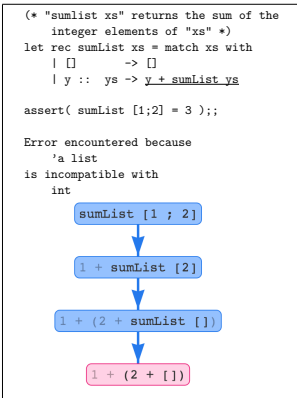 (* "sumlist xs" returns the sum of the
integer elements of "xs" *)
let rec sumList xs = match xs with
| [] -> []
| y :: ys -> y + sumList ys
assert( sumList [1;2] = 3 );;
Error encountered because
'a list
is incompatible with
int
sumList [1 ; 2]
1 + sumList [2]
1 + (2 + sumList [])
1 + (2 + [])